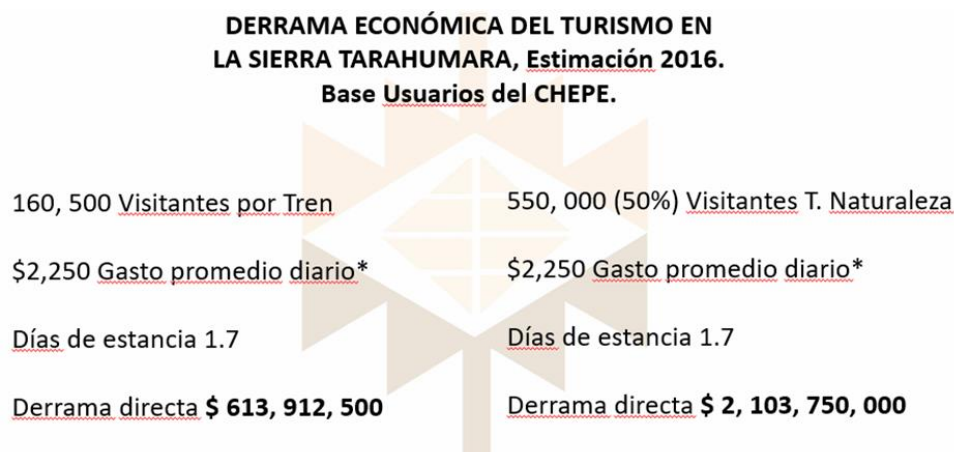 DERRAMA ECONÓMICA DEL TURISMO EN
LA SIERRA TARAHUMARA, Estimación 2016.
Base Usuarios del CHEPE.
160, 500 Visitantes por Tren
$2,250 Gasto promedio diario*
Días de estancia 1.7
Derrama directa $ 613, 912, 500
550, 000 (50%) Visitantes T. Naturaleza
$2,250 Gasto promedio diario*
Días de estancia 1.7
Derrama directa $ 2, 103, 750, 000